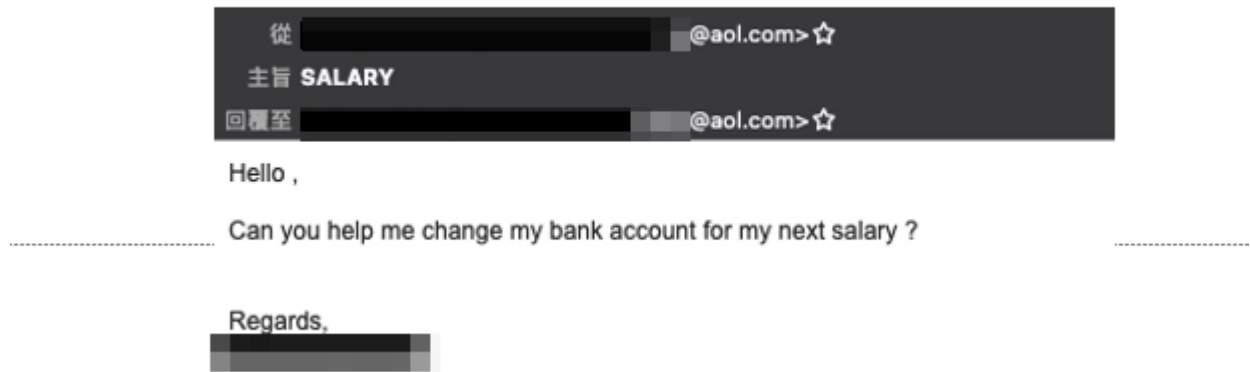 從 @aol.com>☆
主旨 SALARY
回覆至 @aol.com>☆
Hello ,
Can you help me change my bank account for my next salary ?
Regards,